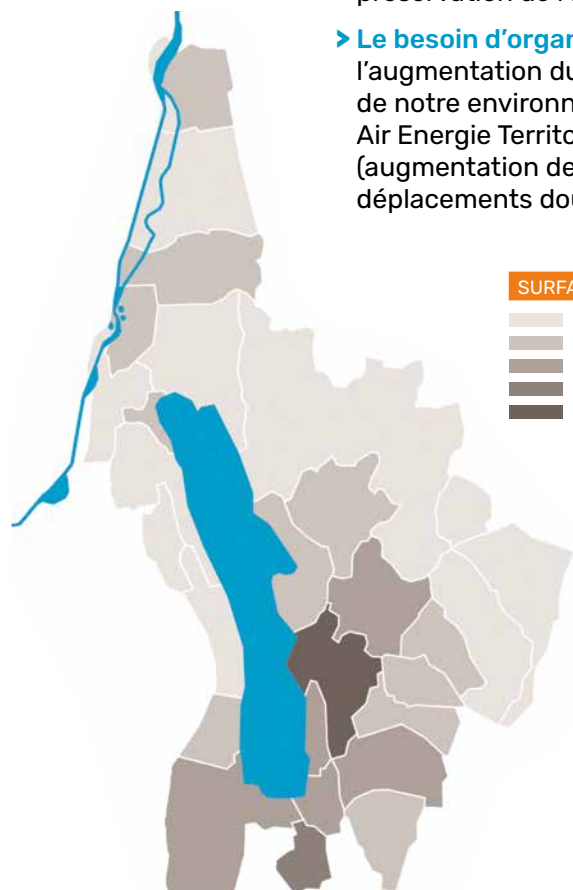 préservation de l
> Le besoin d'organ
l'augmentation du
de notre environn
Air Energie Territo
(augmentation de
déplacements dou
SURFA